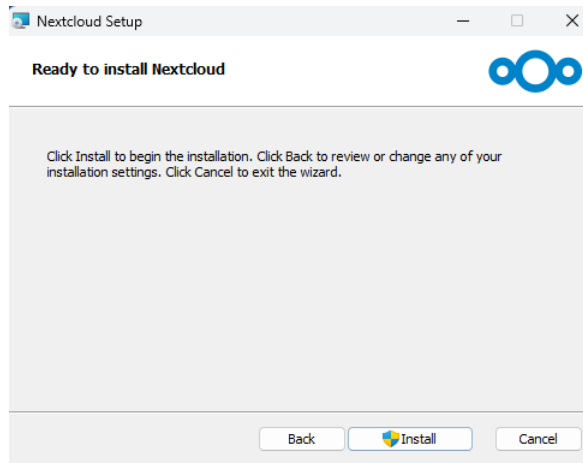 Nextcloud Setup
Ready to install Nextcloud
Click Install to begin the installation. Click Back to review or change any of your
installation settings. Click Cancel to exit the wizard.
Back Install Cancel